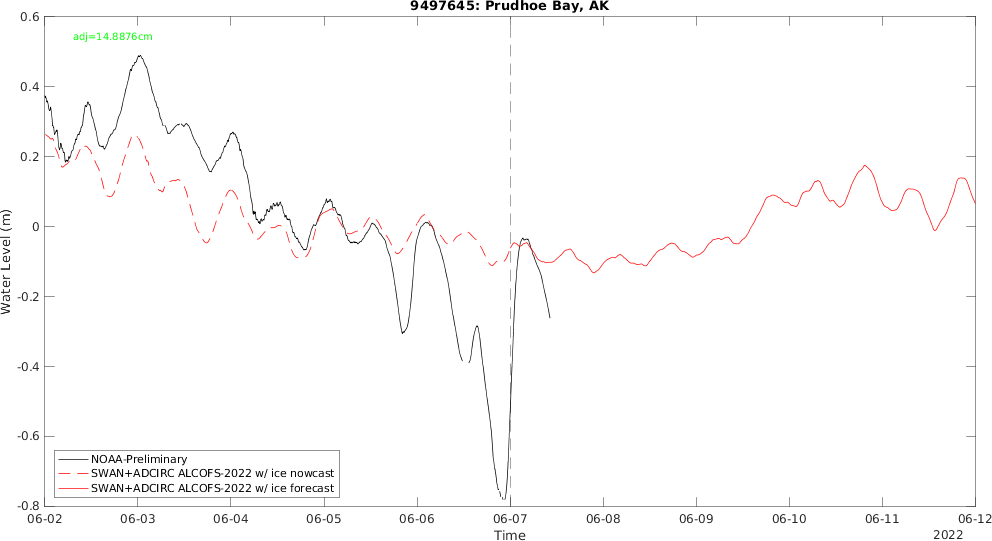 9497645: Prudhoe Bay, AK
adj=14.8876cm
0.6
0.4
0.2
0
-0.2
-0.4
-0.6
-0.8
Water Level (m)
NOAA-Preliminary
SWAN+ADCIRC ALCOFS-2022 w/ ice nowcast
SWAN+ADCIRC ALCOFS-2022 w/ ice forecast
06-02 06-03 06-04 06-05 06-06 06-07 06-08 06-09 06-10 06-11 06-12
Time
2022